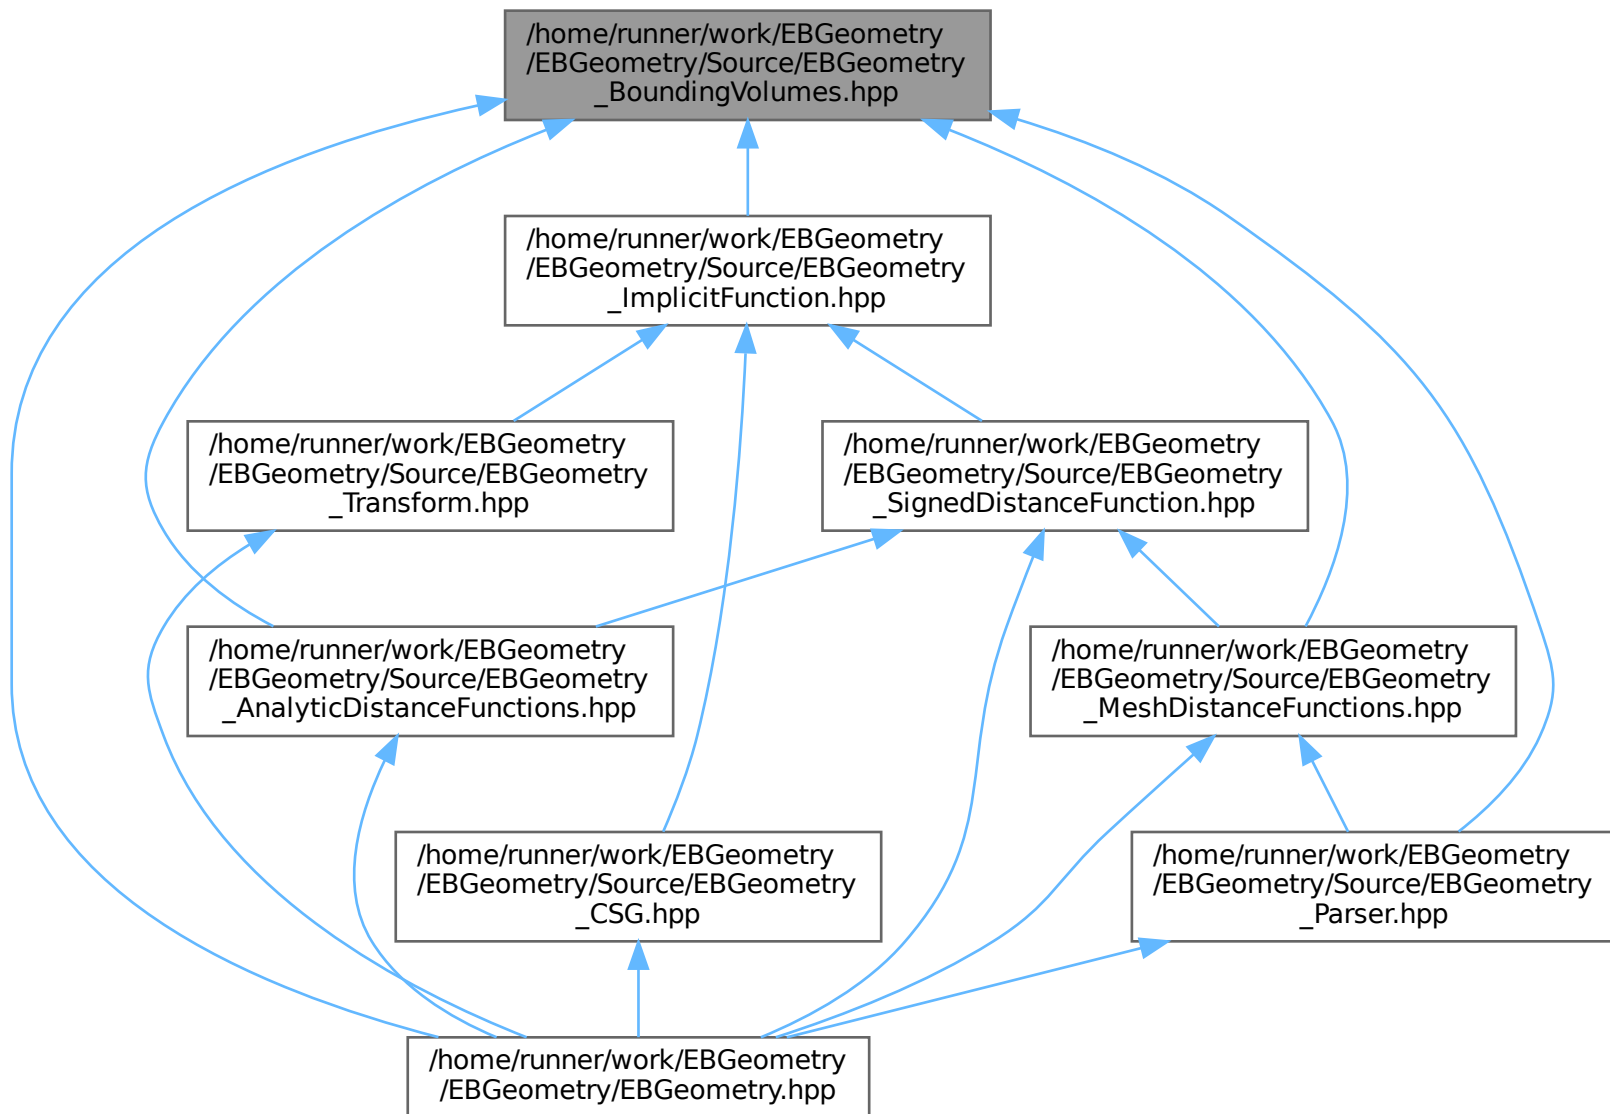 /home/runner/work/EBGeometry
/EBGeometry/Source/EBGeometry
_BoundingVolumes.hpp
/home/runner/work/EBGeometry
/EBGeometry/Source/EBGeometry
_ImplicitFunction.hpp
/home/runner/work/EBGeometry
/EBGeometry/Source/EBGeometry
_Transform.hpp
/home/runner/work/EBGeometry
/EBGeometry/Source/EBGeometry
_SignedDistanceFunction.hpp
/home/runner/work/EBGeometry
/EBGeometry/Source/EBGeometry
_AnalyticDistanceFunctions.hpp
/home/runner/work/EBGeometry
/EBGeometry/Source/EBGeometry
_MeshDistanceFunctions.hpp
/home/runner/work/EBGeometry
/EBGeometry/Source/EBGeometry
_CSG.hpp
/home/runner/work/EBGeometry
/EBGeometry/Source/EBGeometry
_Parser.hpp
/home/runner/work/EBGeometry
/EBGeometry/EBGeometry.hpp